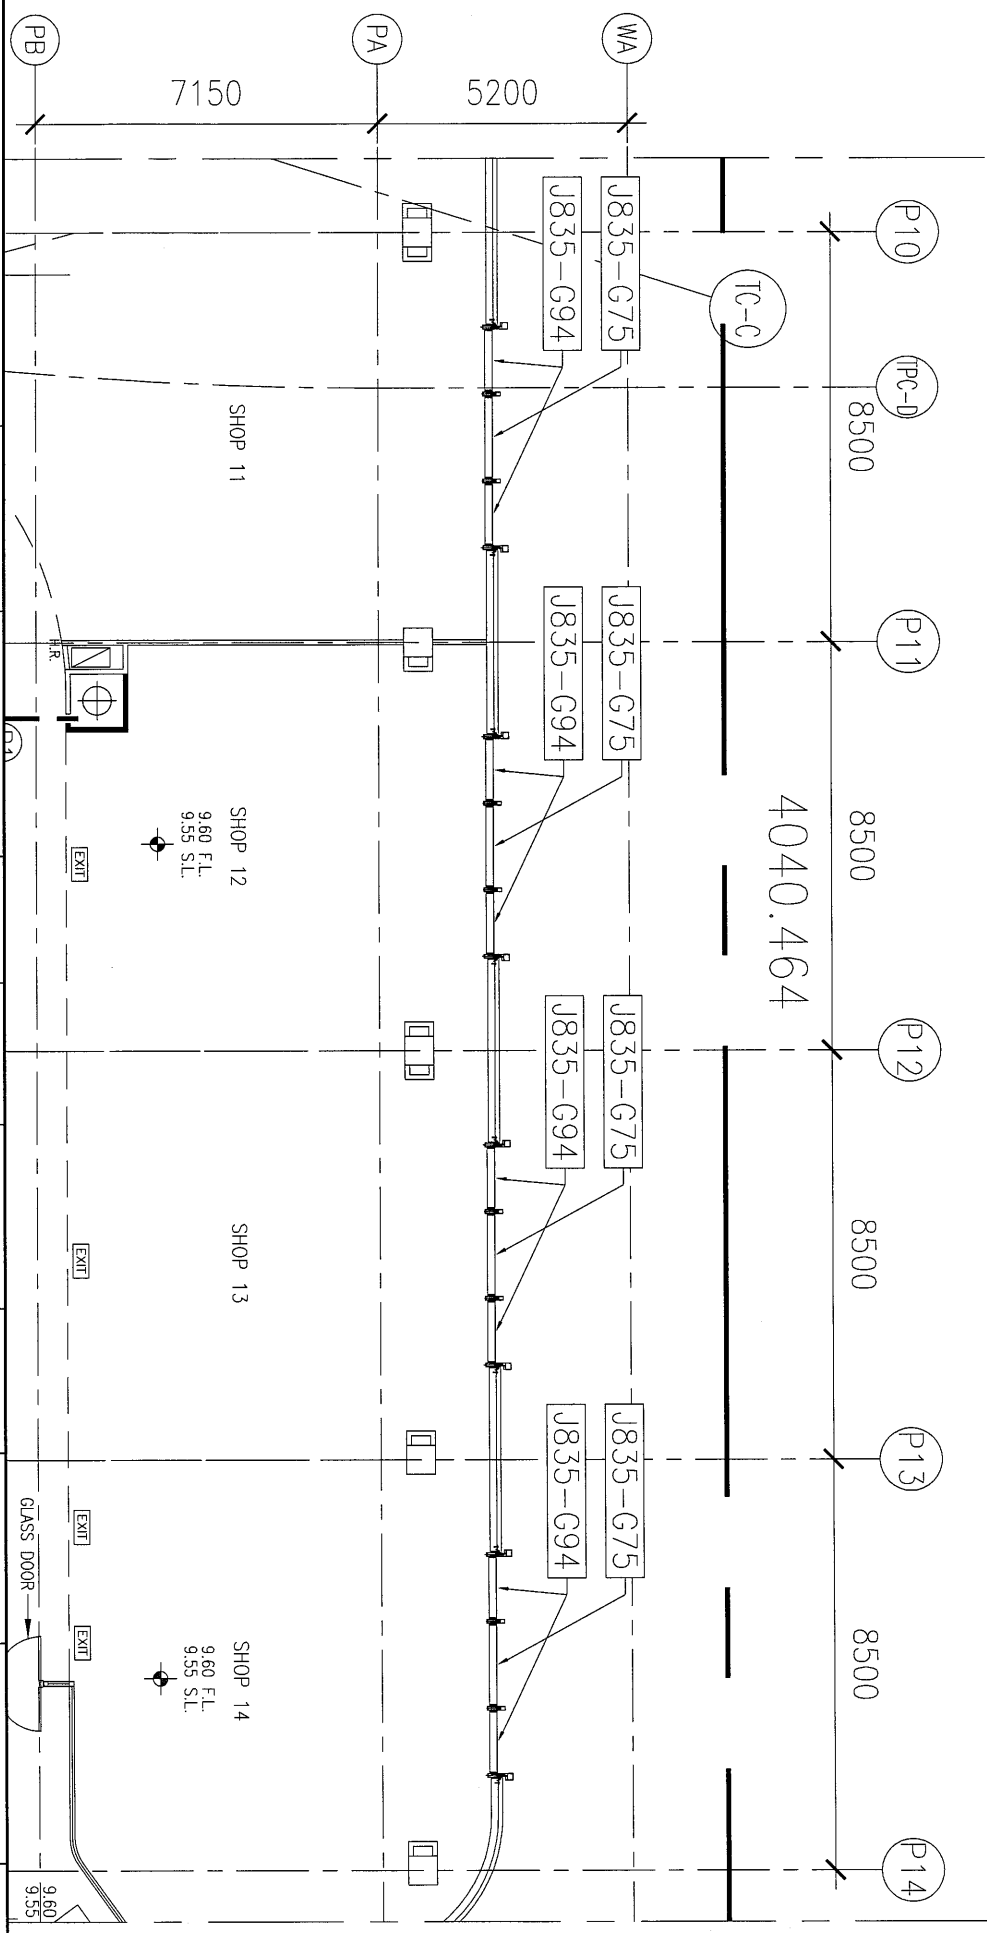 PB
PA
WA
7150
5200
P10
TPC-D
P11
P12
P13
P14
8500
8500
8500
8500
4040.464
TC-C
J835-G75
J835-G94
J835-G75
J835-G94
J835-G75
J835-G94
J835-G75
J835-G94
SHOP 11
SHOP 12
9.60 F.L.
9.55 S.L.
SHOP 13
SHOP 14
9.60 F.L.
9.55 S.L.
H.R.
EXIT
EXIT
EXIT
EXIT
GLASS DOOR
9.60
9.55